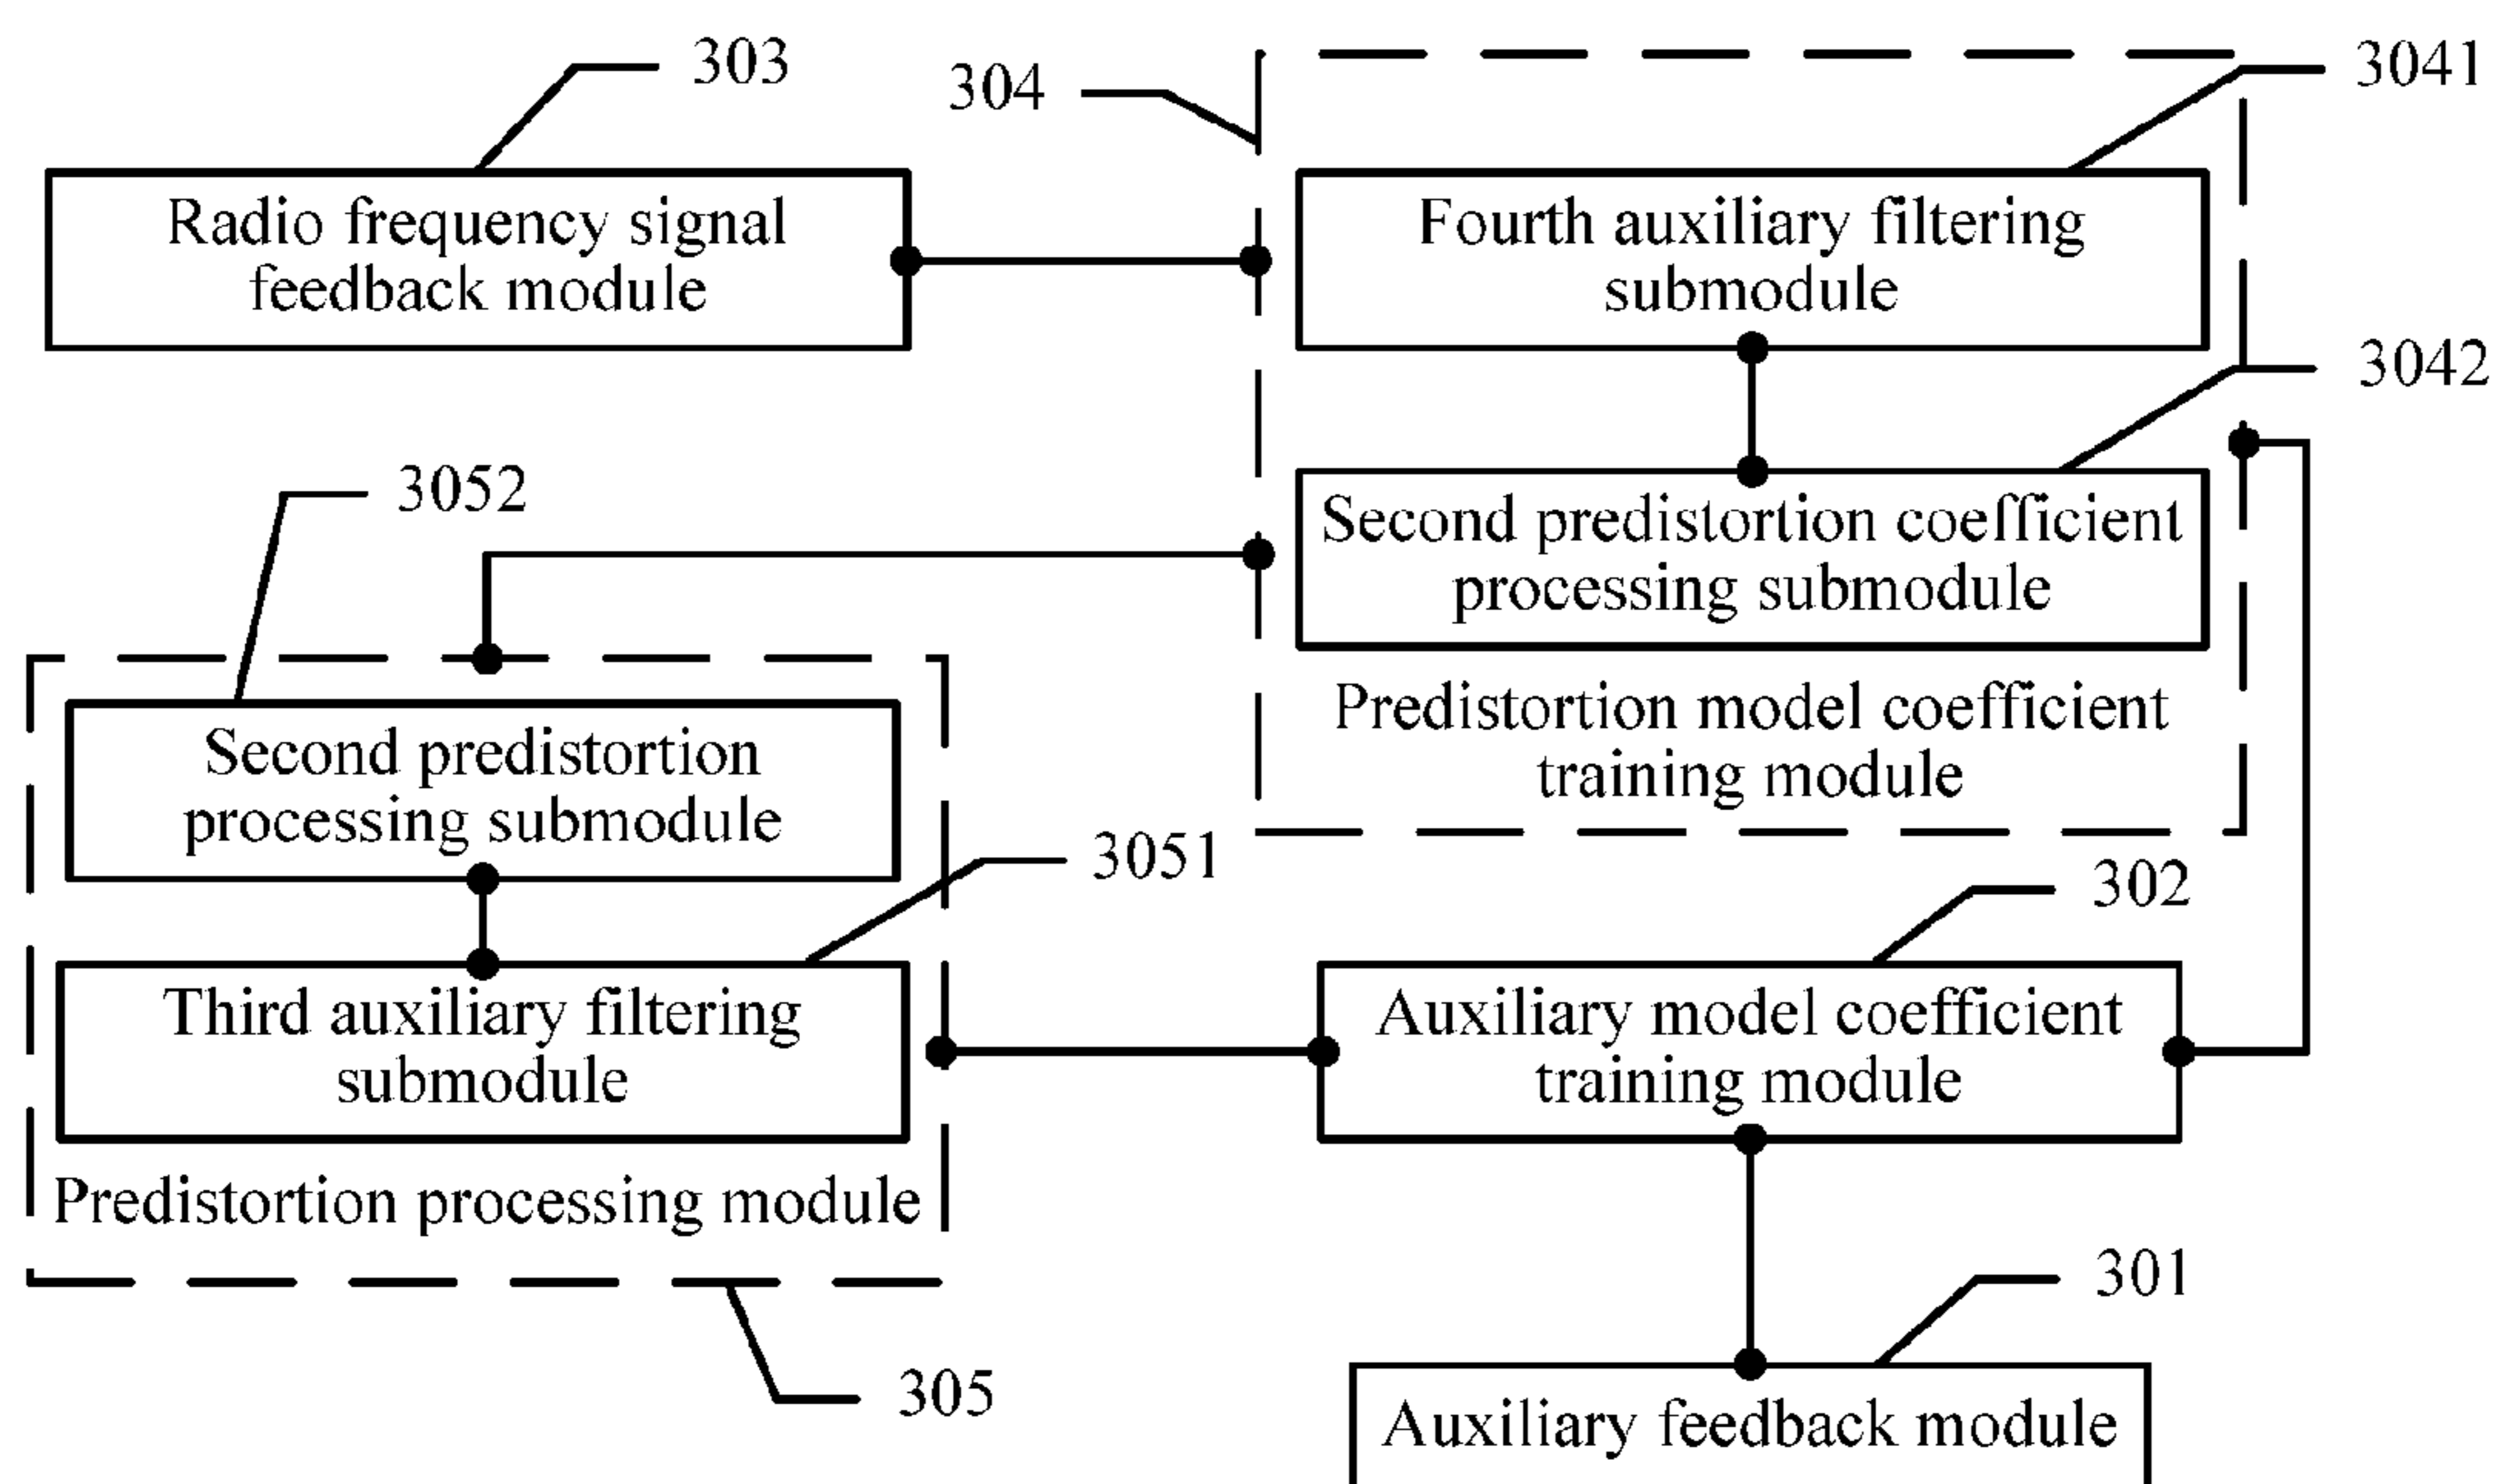 303
304
3041
Radio frequency signal
feedback module
Fourth auxiliary filtering
submodule
3042
3052
Second predistortion coefficient
processing submodule
Predistortion model coefficient
training module
Second predistortion
processing submodule
3051
302
Third auxiliary filtering
submodule
Auxiliary model coefficient
training module
Predistortion processing module
301
305
Auxiliary feedback module